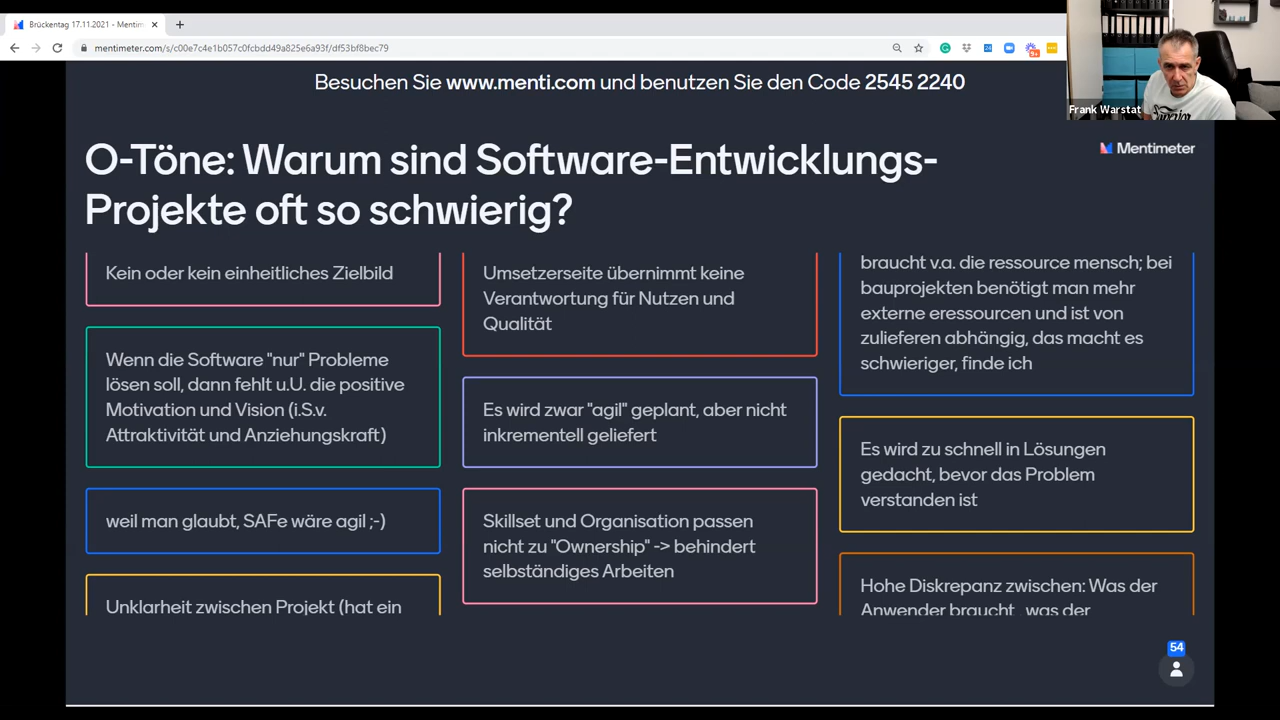 Brückentag 17.11.2021 - Mentim
mentimeter.com/s/c00e7c4e1b057c0fcbdd49a825e6a93f/df53bf8bec79
Frank Warstat
Besuchen Sie www.menti.com und benutzen Sie den Code 2545 2240
Mentimeter
O-Töne: Warum sind Software-Entwicklungs-
Projekte oft so schwierig?
Kein oder kein einheitliches Zielbild
Wenn die Software "nur" Probleme
lösen soll, dann fehlt u.U. die positive
Motivation und Vision (i.S.v.
Attraktivität und Anziehungskraft)
weil man glaubt, SAFe wäre agil ;-)
Unklarheit zwischen Projekt (hat ein
Umsetzerseite übernimmt keine
Verantwortung für Nutzen und
Qualität
Es wird zwar "agil" geplant, aber nicht
inkrementell geliefert
Skillset und Organisation passen
nicht zu "Ownership" -> behindert
selbständiges Arbeiten
braucht v.a. die ressource mensch; bei
bauprojekten benötigt man mehr
externe eressourcen und ist von
zulieferen abhängig, das macht es
schwieriger, finde ich
Es wird zu schnell in Lösungen
gedacht, bevor das Problem
verstanden ist
Hohe Diskrepanz zwischen: Was der
Anwender braucht was der
54